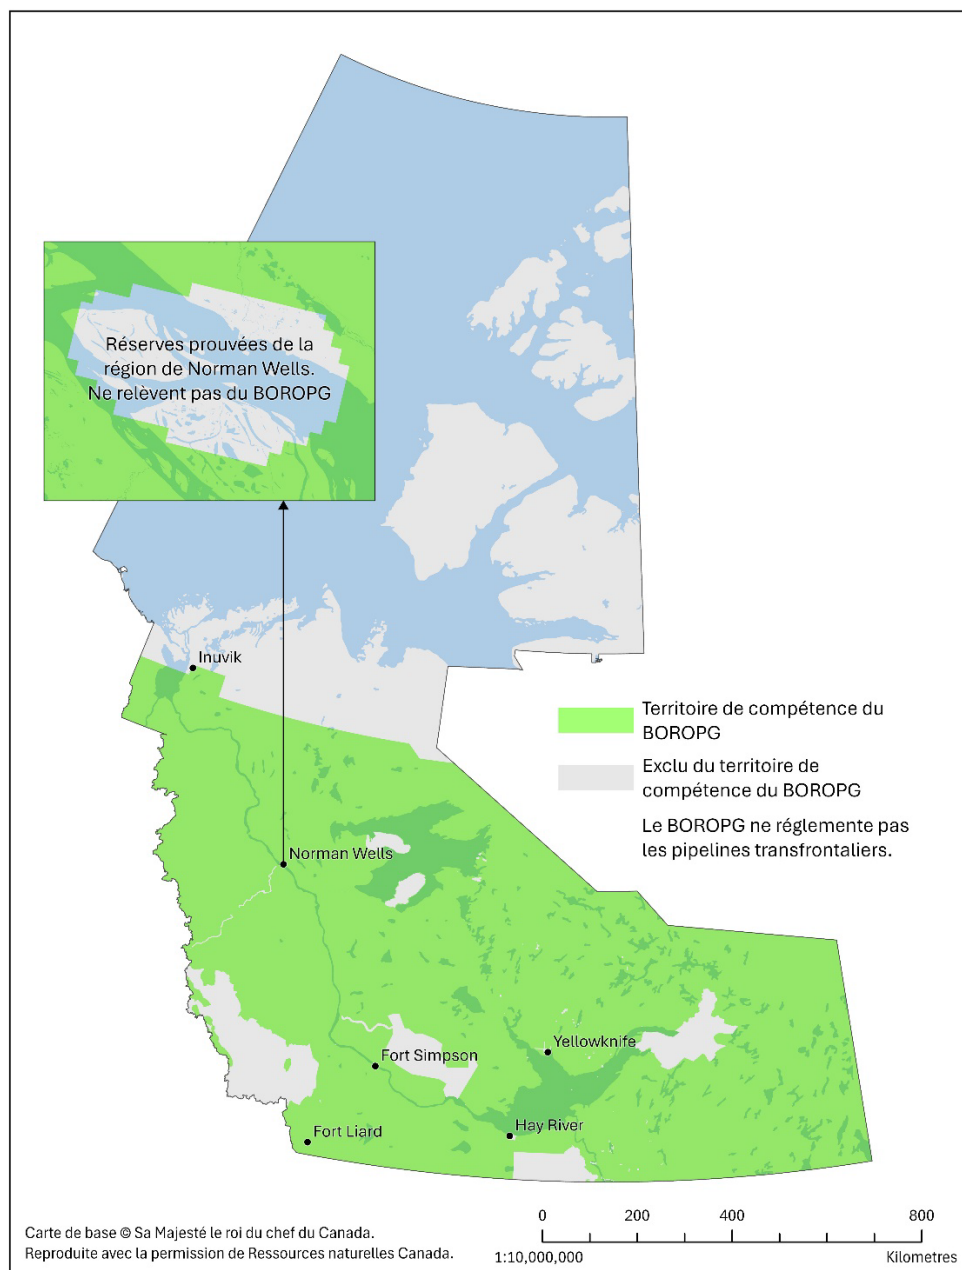 Réserves prouvées de la
région de Norman Wells.
Ne relèvent pas du BOROPG
Inuvik
Territoire de compétence du
BOROPG
Exclu du territoire de
compétence du BOROPG
Le BOROPG ne réglemente pas
les pipelines transfrontaliers.
Norman Wells
Yellowknife
Fort Simpson
Hay River
Fort Liard
Carte de base © Sa Majesté le roi du chef du Canada.
Reproduite avec la permission de Ressources naturelles Canada.
0 200 400 800
1:10,000,000 Kilometres